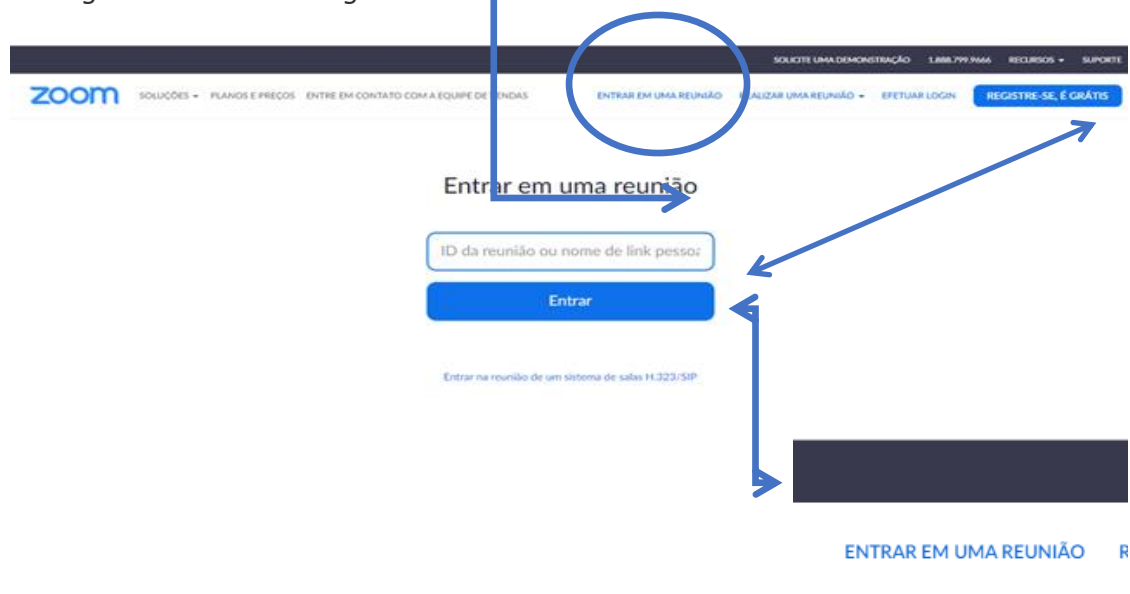 SOLICITE UMA DEMONSTRAÇÃO 1.888.799.9666 RECURSOS SUPORTE
zoom SOLUÇÕES PLANOS E PREÇOS ENTRE EM CONTATO COM A EQUIPE DE VENDAS ENTRAR EM UMA REUNIÃO REALIZAR UMA REUNIÃO EFETUAR LOGIN REGISTRE-SE, É GRÁTIS
Entrar em uma reunião
ID da reunião ou nome de link pessoa
Entrar
Entrar na reunião de um sistema de salas H.323/SIP
ENTRAR EM UMA REUNIÃO R